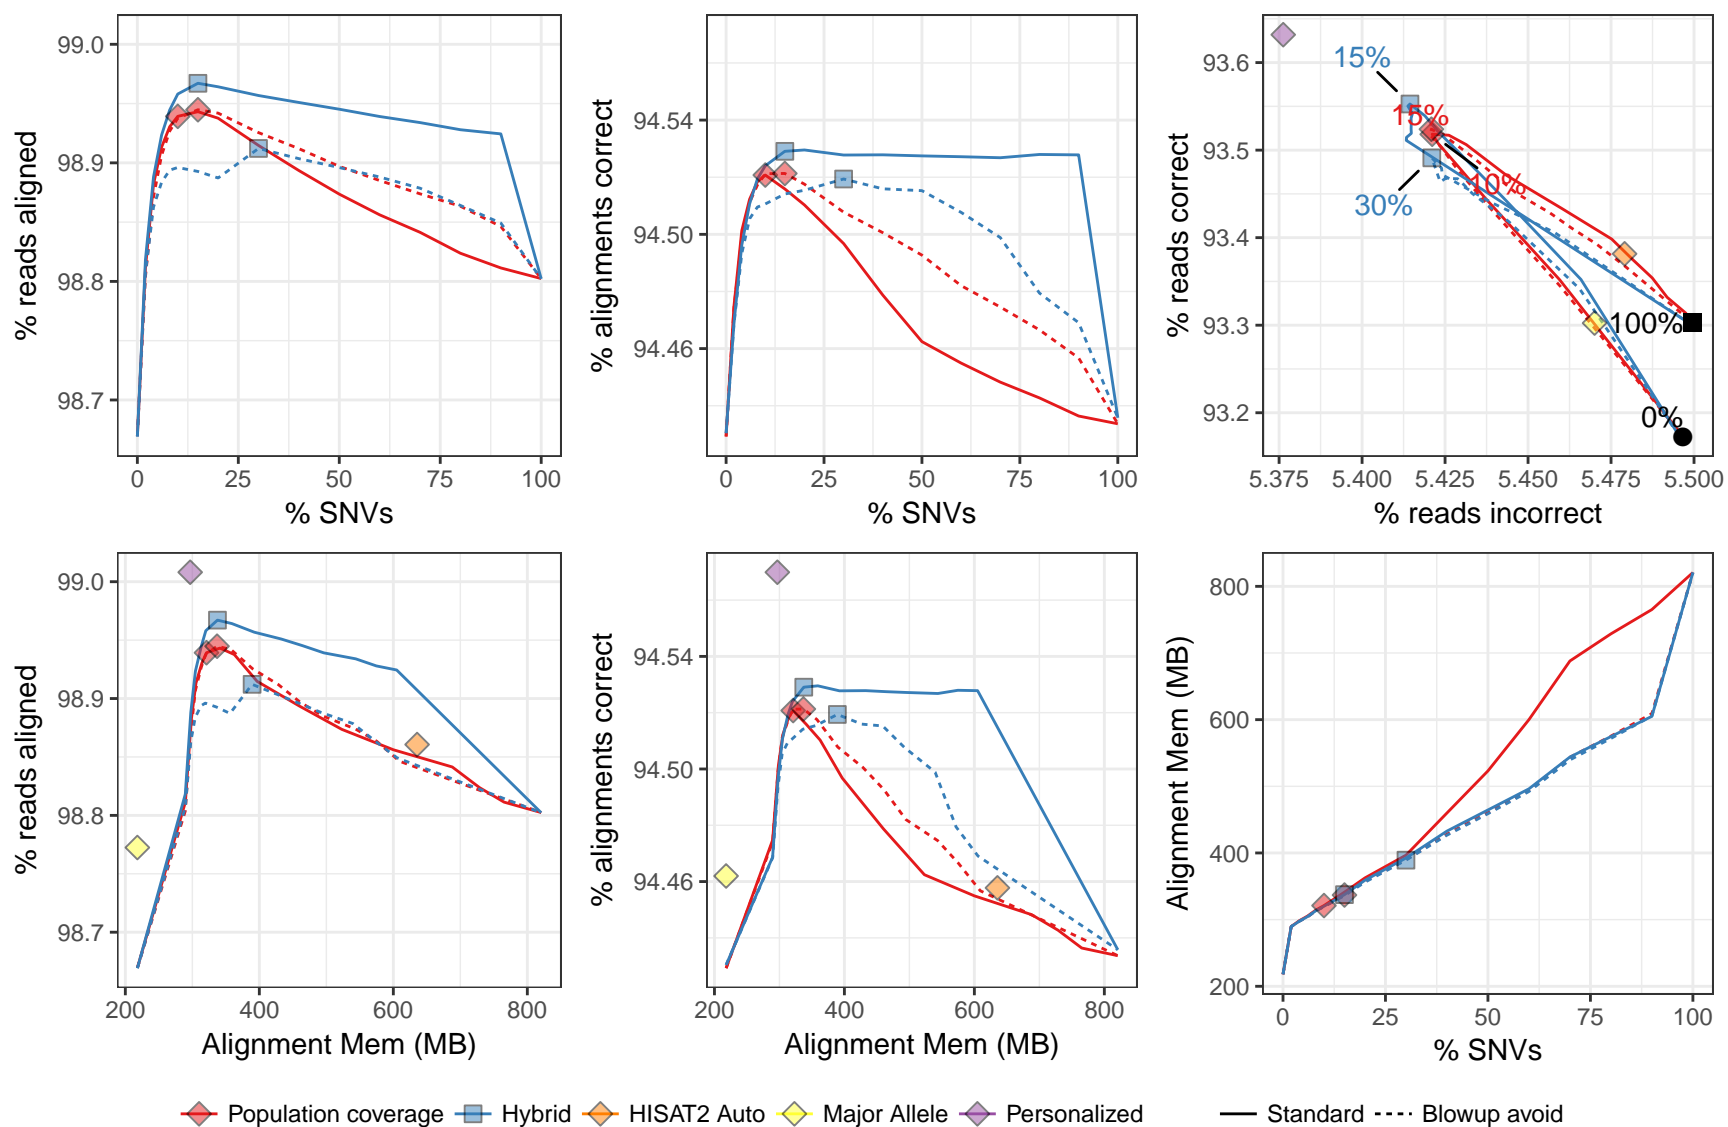 % reads aligned
99.0
98.9
98.8
98.7
0 25 50 75 100
% SNVs
% alignments correct
94.54
94.50
94.46
0 25 50 75 100
% SNVs
% reads correct
93.6
93.5
93.4
93.3
93.2
15%
15%
10%
30%
100%
0%
5.375 5.400 5.425 5.450 5.475 5.500
% reads incorrect
% reads aligned
99.0
98.9
98.8
98.7
200 400 600 800
Alignment Mem (MB)
% alignments correct
94.54
94.50
94.46
200 400 600 800
Alignment Mem (MB)
Alignment Mem (MB)
800
600
400
200
0 25 50 75 100
% SNVs
Population coverage Hybrid HISAT2 Auto Major Allele Personalized Standard Blowup avoid